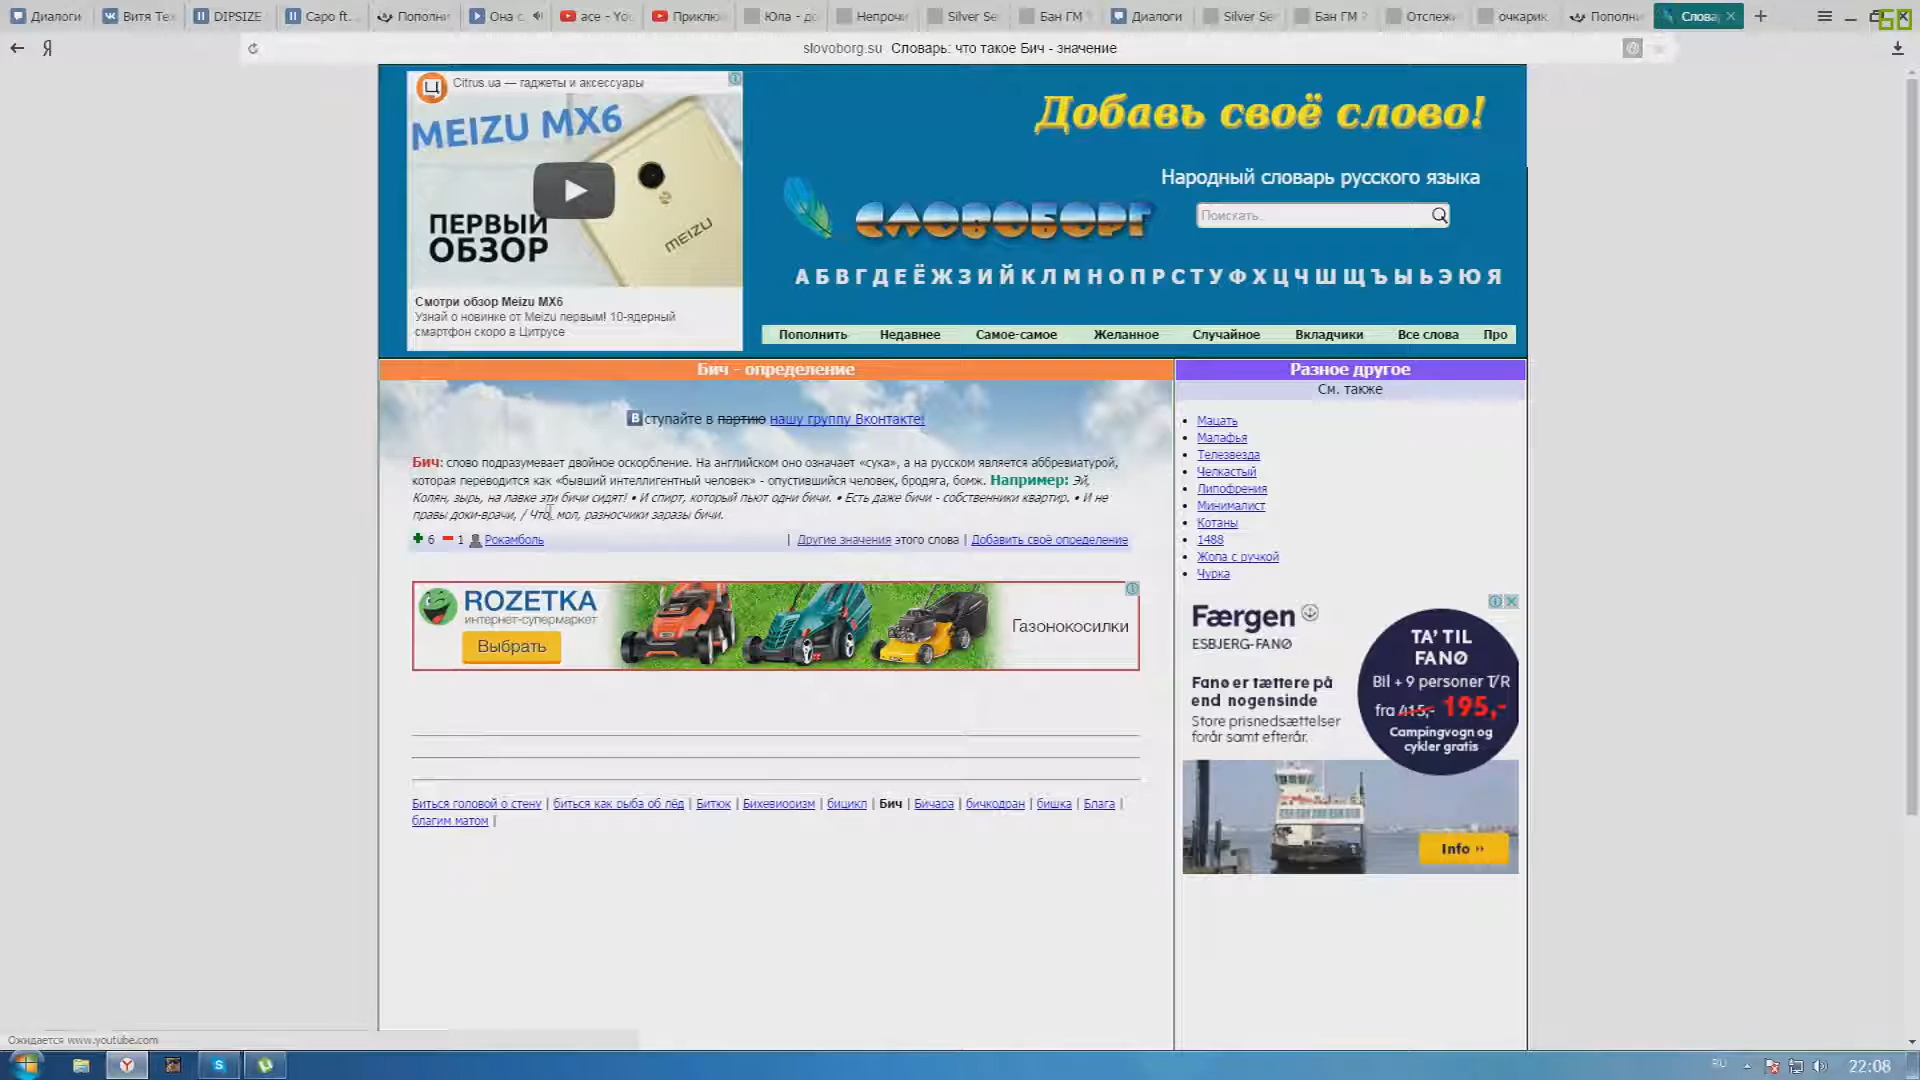 Диалоги
Витя Тех
DIPSIZE
Capo ft.
Пополни
Она с
ace - You
Приклю
Юла - до
Непрочи
Silver Se
Бан ГМ
Диалоги
Silver Se
Бан ГМ
Отслежи
очкарик
Пополни
Слова
60
Я
slovoborg.su Словарь: что такое Бич - значение
Citrus.ua — гаджеты и аксессуары
MEIZU MX6
ПЕРВЫЙ
ОБЗОР
MEIZU
Смотри обзор Meizu MX6
Узнай о новинке от Meizu первым! 10-ядерный
смартфон скоро в Цитрусе
Добавь своё слово!
Народный словарь русского языка
СЛОВОБОРГ
Поискать..
А Б В Г Д Е Ё Ж З И Й К Л М Н О П Р С Т У Ф Х Ц Ч Ш Щ Ъ Ы Ь Э Ю Я
Пополнить Недавнее Самое-самое Желанное Случайное Вкладчики Все слова Про
Бич - определение
Вступайте в партию нашу группу Вконтакте!
Бич: слово подразумевает двойное оскорбление. На английском оно означает «сука», а на русском является аббревиатурой,
которая переводится как «бывший интеллигентный человек» - опустившийся человек, бродяга, бомж. Например: Эй,
Колян, зырь, на лавке эти бичи сидят! • И спирт, который пьют одни бичи. • Есть даже бичи - собственники квартир. • И не
правы доки-врачи, / Что, мол, разносчики заразы бичи.
6 1 Рокамболь | Другие значения этого слова | Добавить своё определение
ROZETKA
интернет-супермаркет
Выбрать
Газонокосилки
Биться головой о стену | биться как рыба об лёд | Битюк | Бихевиоризм | бицикл | Бич | Бичара | бичкодран | бишка | Блага |
благим матом |
Разное другое
См. также
Мацать
Малафья
Телезвезда
Челкастый
Липофрения
Минималист
Котаны
1488
Жопа с ручкой
Чурка
Færgen
ESBJERG-FANØ
Fanø er tættere på
end nogensinde
Store prisnedsættelser
forår samt efterår.
TA' TIL
FANØ
Bil + 9 personer T/R
fra 415,- 195,-
Campingvogn og
cykler gratis
Info
Ожидается www.youtube.com
RU
22:08